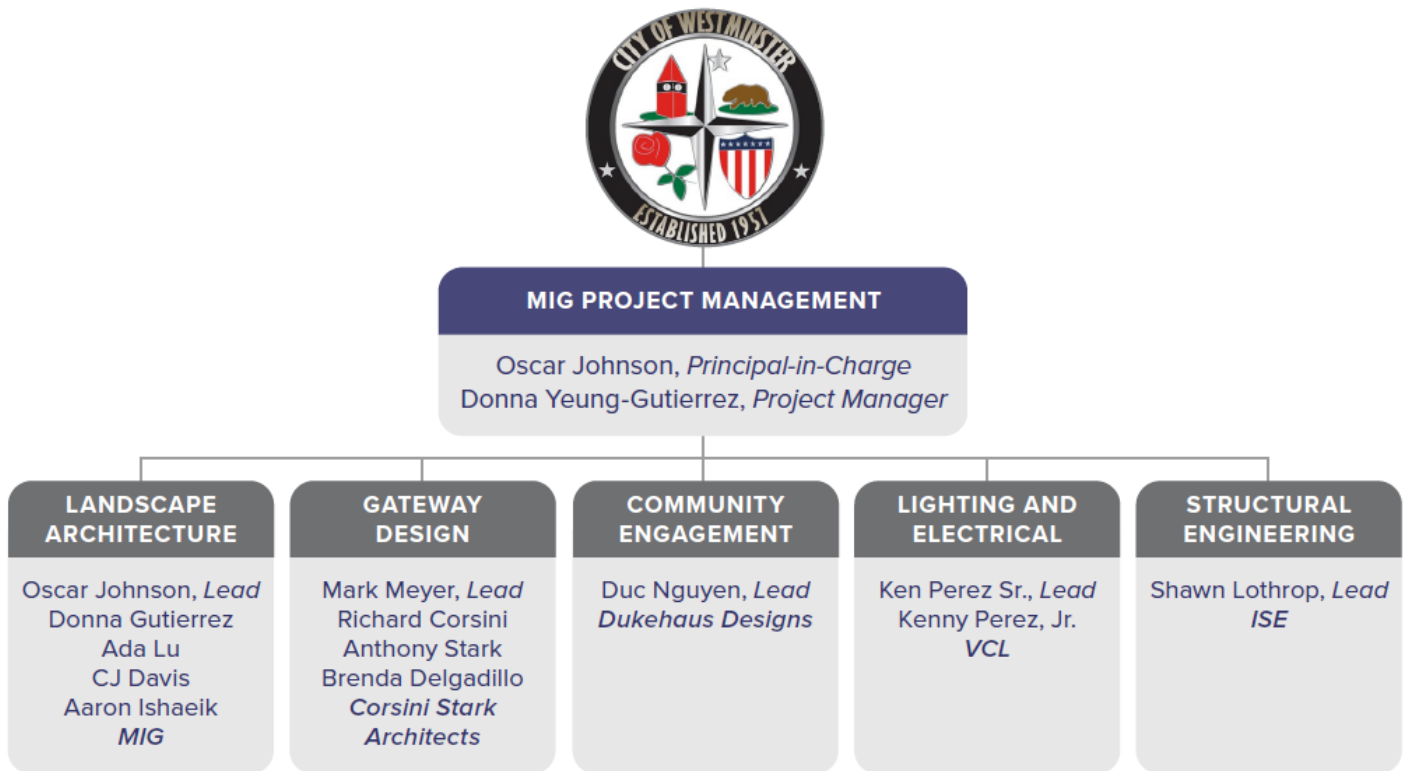 CITY OF WESTMINSTER
ESTABLISHED 1957
MIG PROJECT MANAGEMENT
Oscar Johnson, Principal-in-Charge
Donna Yeung-Gutierrez, Project Manager
LANDSCAPE
ARCHITECTURE
Oscar Johnson, Lead
Donna Gutierrez
Ada Lu
CJ Davis
Aaron Ishaeik
MIG
GATEWAY
DESIGN
Mark Meyer, Lead
Richard Corsini
Anthony Stark
Brenda Delgadillo
Corsini Stark
Architects
COMMUNITY
ENGAGEMENT
Duc Nguyen, Lead
Dukehaus Designs
LIGHTING AND
ELECTRICAL
Ken Perez Sr., Lead
Kenny Perez, Jr.
VCL
STRUCTURAL
ENGINEERING
Shawn Lothrop, Lead
ISE